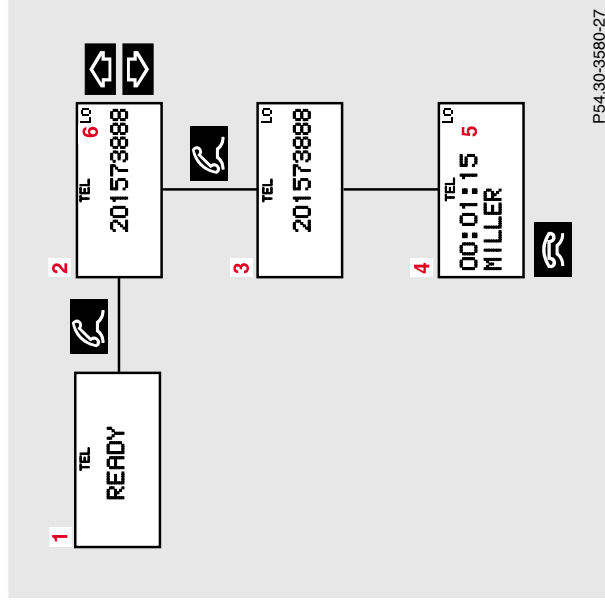 1
TEL
READY
2
TEL
6
LO
201573888
3
TEL
LO
201573888
4
TEL
LO
00:01:15
5
MILLER
P54.30-3580-27